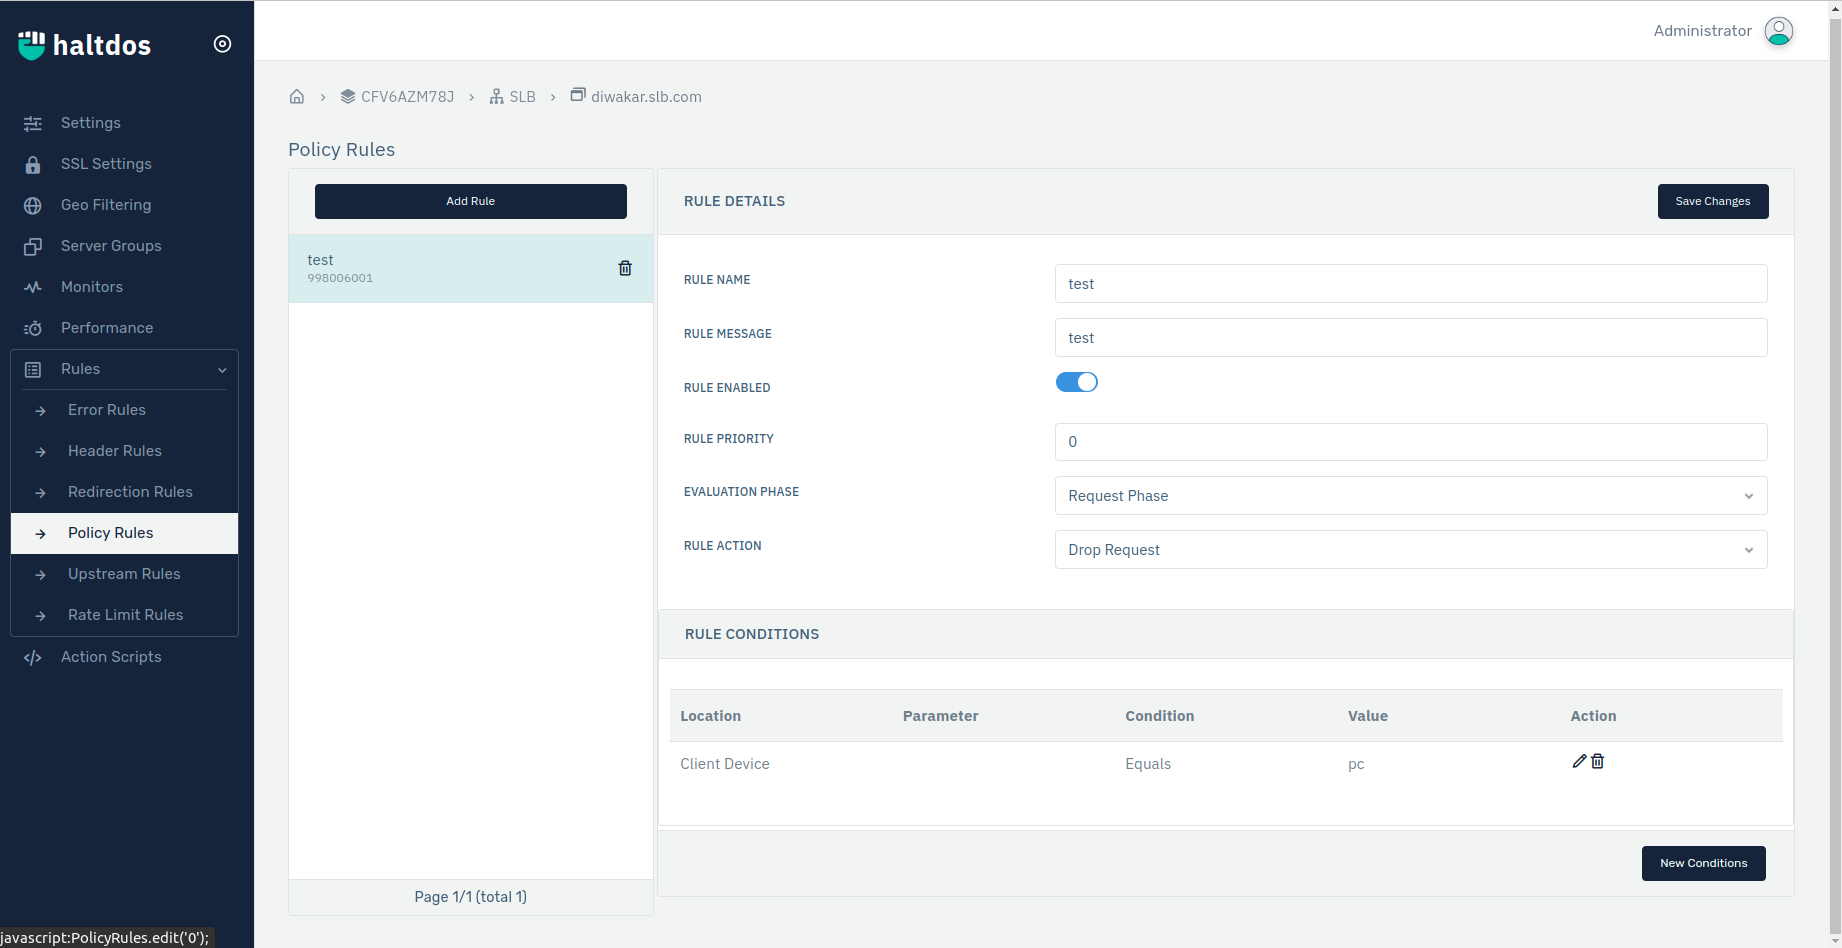 haltdos
Administrator
CFV6AZM78J
SLB
diwakar.slb.com
Settings
SSL Settings
Geo Filtering
Server Groups
Monitors
Performance
Rules
Error Rules
Header Rules
Redirection Rules
Policy Rules
Upstream Rules
Rate Limit Rules
Action Scripts
Policy Rules
Add Rule
test
998006001
Page 1/1 (total 1)
RULE DETAILS
Save Changes
RULE NAME
test
RULE MESSAGE
test
RULE ENABLED
RULE PRIORITY
0
EVALUATION PHASE
Request Phase
RULE ACTION
Drop Request
RULE CONDITIONS
Location Parameter Condition Value Action
Client Device Equals pc
New Conditions
javascript:PolicyRules.edit('0');